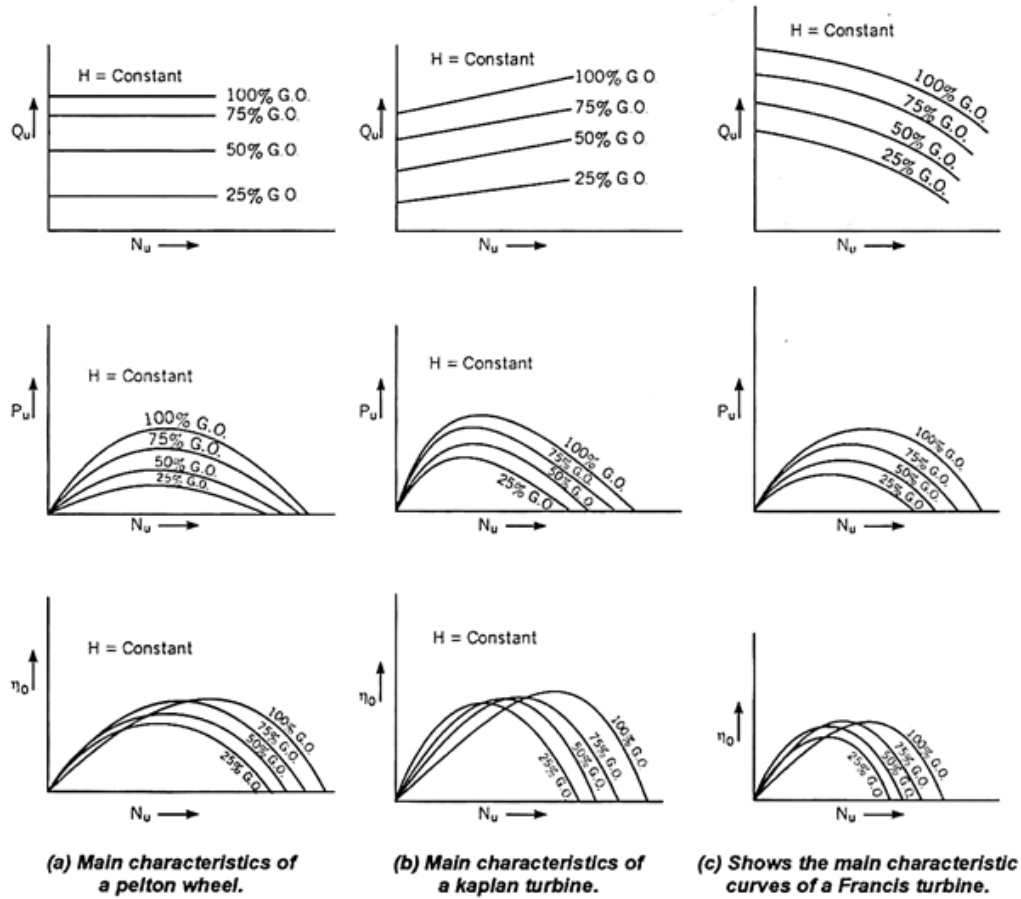 H = Constant
100% G.O.
75% G.O.
50% G.O.
25% G.O.
Qu
Nu
H = Constant
100% G.O.
75% G.O.
50% G.O.
25% G.O.
Qu
Nu
H = Constant
100% G.O.
75% G.O.
50% G.O.
25% G.O.
Qu
Nu
H = Constant
Pu
100% G.O.
75% G.O.
50% G.O.
25% G.O.
Nu
H = Constant
Pu
100% G.O.
75% G.O.
50% G.O
25% G.O
Nu
Pu
100% G.O.
75% G.O.
50% G.O.
25% G.O
Nu
H = Constant
η0
100% G.O
75% G.O.
50% G.O.
25% G.O
Nu
H = Constant
η0
100% G.O
75% G.O.
50% G.O.
25% G.O.
Nu
η0
100% G.O.
75% G.O.
50% G.O.
25% G.O
Nu
(a) Main characteristics of
a pelton wheel.
(b) Main characteristics of
a kaplan turbine.
(c) Shows the main characteristic
curves of a Francis turbine.